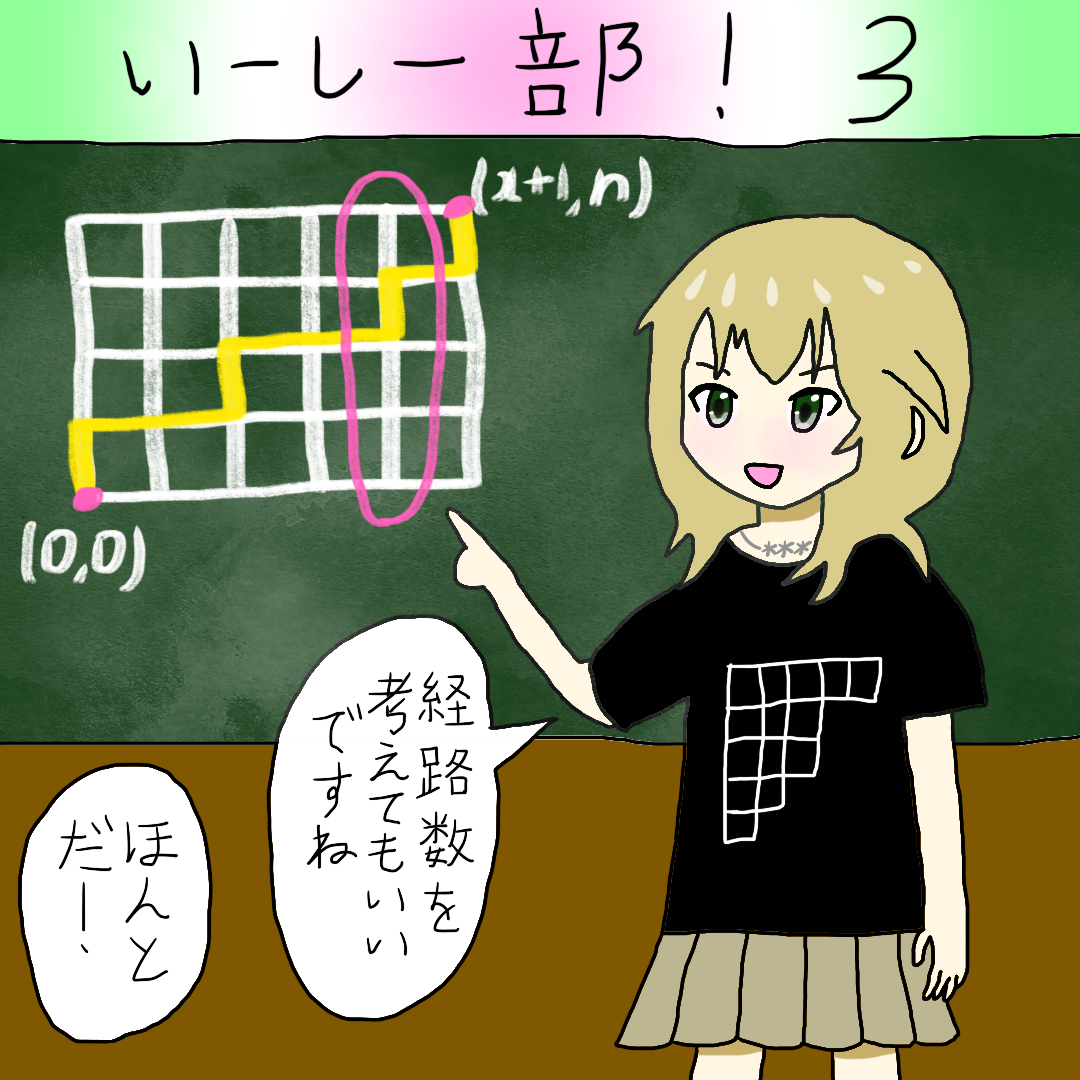 いーしー部！ 3
(x+1,n)
(0,0)
***
経路数を
考えてもいい
ですね
ほんと
だー、